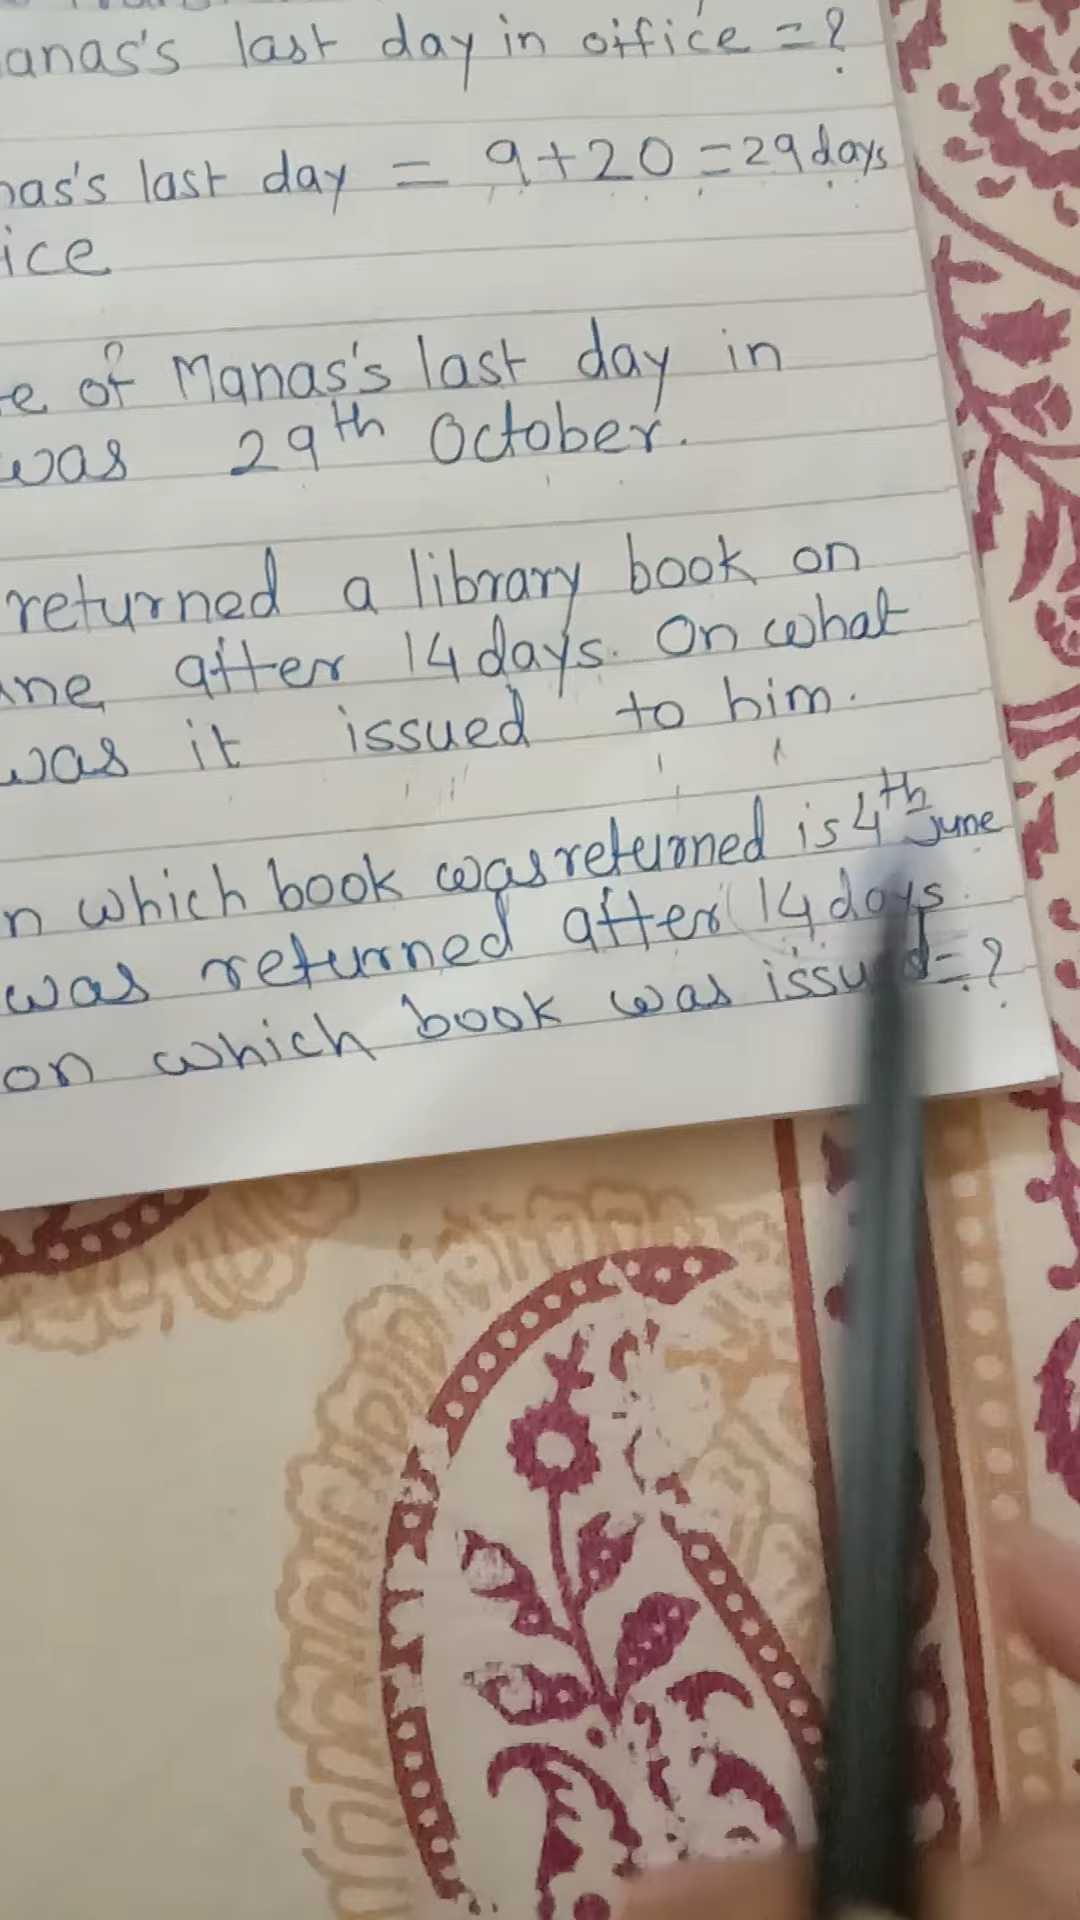 anas's last day in office = ?
as's last day = 9+20 = 29 days
ice
e of Manas's last day in
was 29th October.
returned a library book on
ne after 14 days. On what
was it issued to him.
n which book was returned is 4th June
was returned after 14 days.
on which book was issued = ?